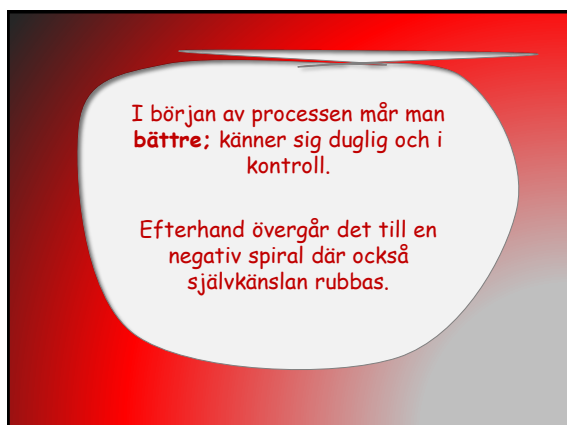 I början av processen mår man
bättre; känner sig duglig och i
kontroll.
Efterhand övergår det till en
negativ spiral där också
självkänslan rubbas.